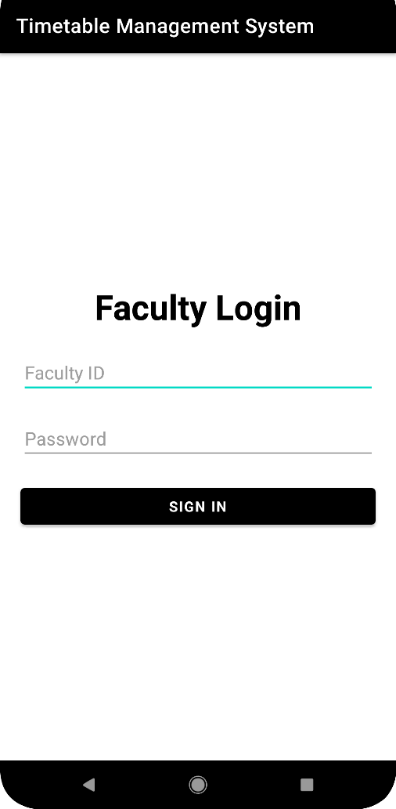 Timetable Management System
Faculty Login
Faculty ID
Password
SIGN IN